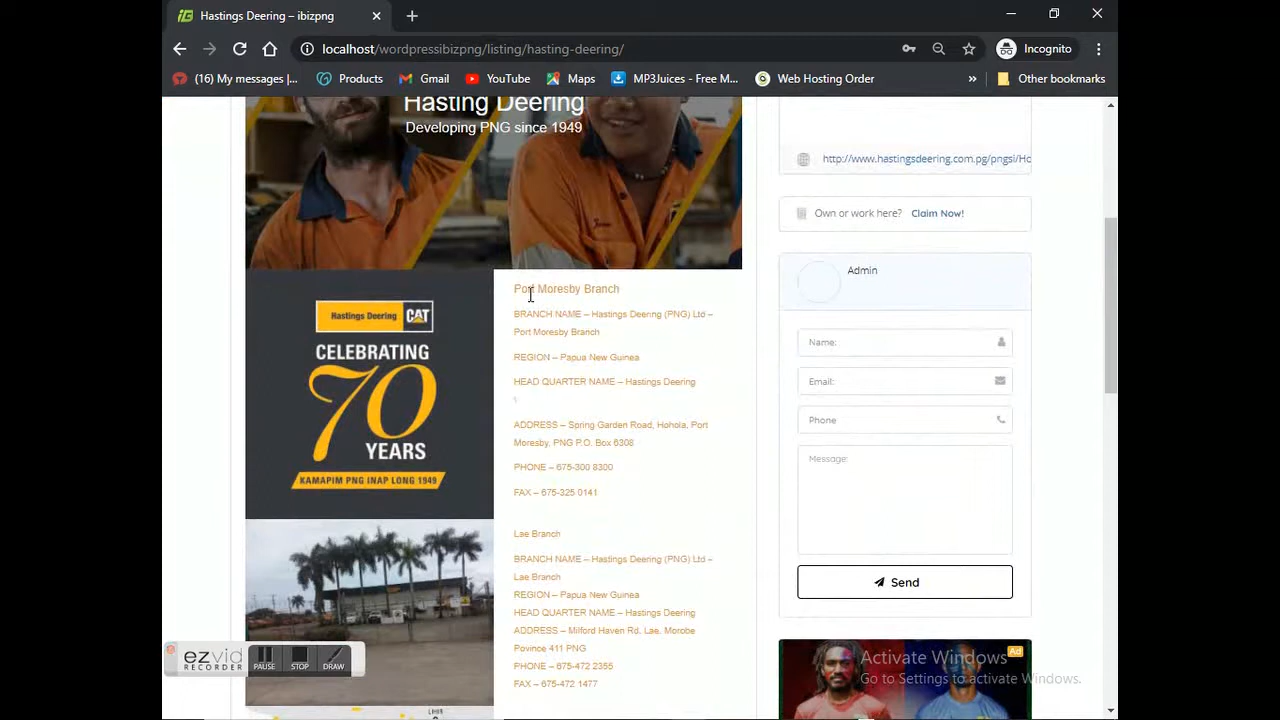 Hastings Deering – ibizpng
localhost/wordpressibizpng/listing/hasting-deering/
Incognito
(16) My messages |...
Products
Gmail
YouTube
Maps
MP3Juices - Free M...
Web Hosting Order
»
Other bookmarks
Hasting Deering
Developing PNG since 1949
http://www.hastingsdeering.com.pg/pngsi/Ho
Own or work here? Claim Now!
Admin
Name:
Email:
Phone
Message:
Send
Hastings Deering CAT
CELEBRATING
70
YEARS
KAMAPIM PNG INAP LONG 1949
Port Moresby Branch
BRANCH NAME – Hastings Deering (PNG) Ltd –
Port Moresby Branch
REGION – Papua New Guinea
HEAD QUARTER NAME – Hastings Deering
\
ADDRESS – Spring Garden Road, Hohola, Port
Moresby, PNG P.O. Box 6308
PHONE – 675-300 8300
FAX – 675-325 0141
Lae Branch
BRANCH NAME – Hastings Deering (PNG) Ltd –
Lae Branch
REGION – Papua New Guinea
HEAD QUARTER NAME – Hastings Deering
ADDRESS – Milford Haven Rd, Lae, Morobe
Povince 411 PNG
PHONE – 675-472 2355
FAX – 675-472 1477
ezvid
RECORDER
PAUSE
STOP
DRAW
Ad
Activate Windows
Go to Settings to activate Windows.